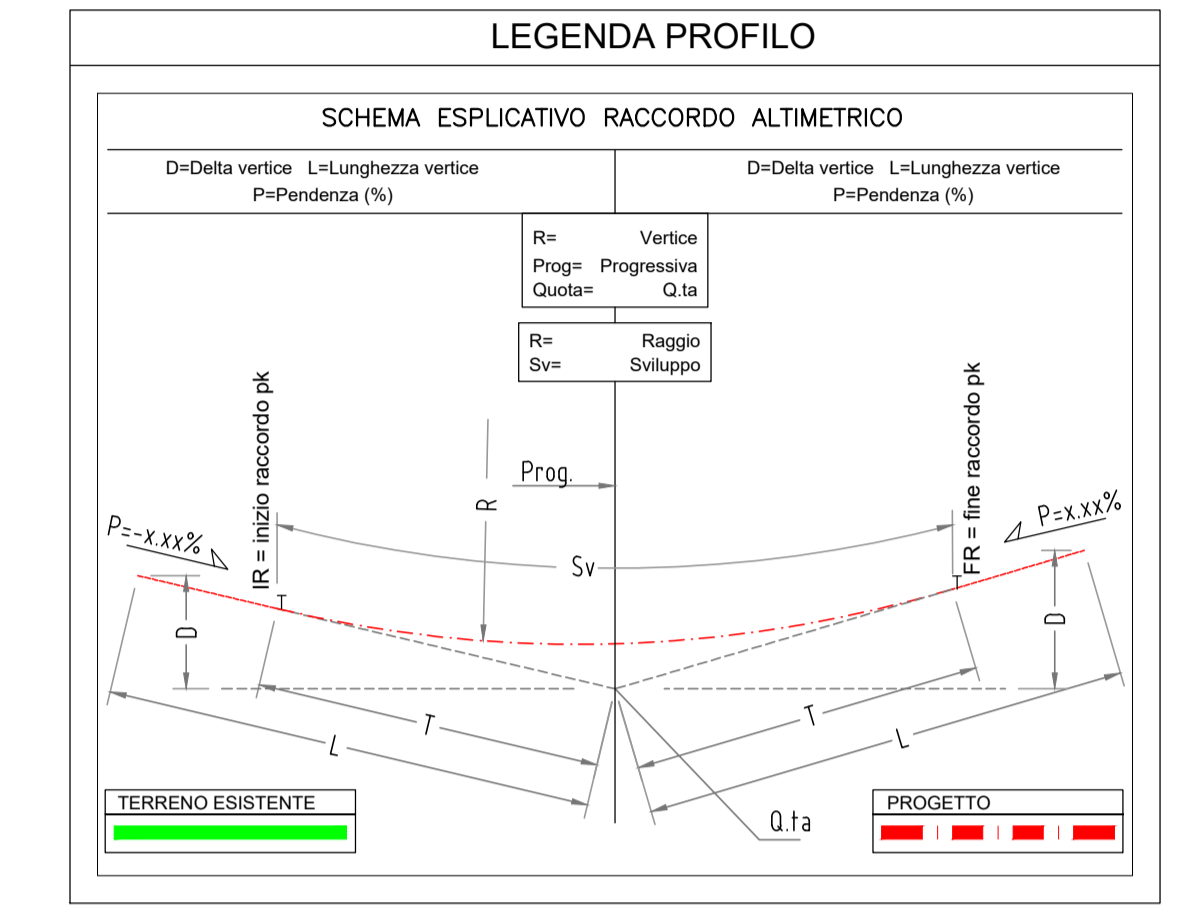 LEGENDA PROFILO
SCHEMA ESPLICATIVO RACCORDO ALTIMETRICO
D=Delta vertice L=Lunghezza vertice
P=Pendenza (%)
D=Delta vertice L=Lunghezza vertice
P=Pendenza (%)
R= Vertice
Prog= Progressiva
Quota= Q.ta
R= Raggio
Sv= Sviluppo
IR = inizio raccordo pk
FR = fine raccordo pk
Prog.
R
P=-x.xx%
P=x.xx%
Sv
T
T
D
D
T
T
L
L
Q.ta
TERRENO ESISTENTE
PROGETTO